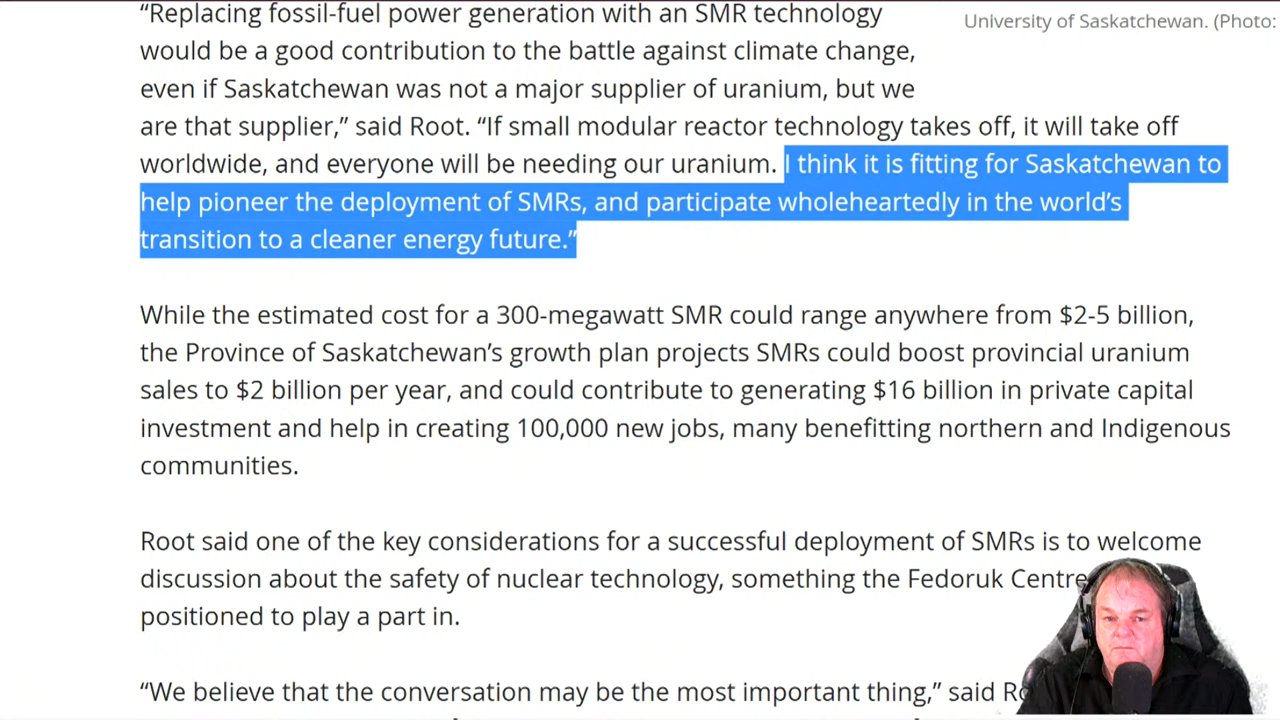 “Replacing fossil-fuel power generation with an SMR technology
University of Saskatchewan. (Photo:
would be a good contribution to the battle against climate change,
even if Saskatchewan was not a major supplier of uranium, but we
are that supplier,” said Root. “If small modular reactor technology takes off, it will take off
worldwide, and everyone will be needing our uranium. I think it is fitting for Saskatchewan to
help pioneer the deployment of SMRs, and participate wholeheartedly in the world’s
transition to a cleaner energy future.”
While the estimated cost for a 300-megawatt SMR could range anywhere from $2-5 billion,
the Province of Saskatchewan’s growth plan projects SMRs could boost provincial uranium
sales to $2 billion per year, and could contribute to generating $16 billion in private capital
investment and help in creating 100,000 new jobs, many benefitting northern and Indigenous
communities.
Root said one of the key considerations for a successful deployment of SMRs is to welcome
discussion about the safety of nuclear technology, something the Fedoruk Centre
positioned to play a part in.
“We believe that the conversation may be the most important thing,” said